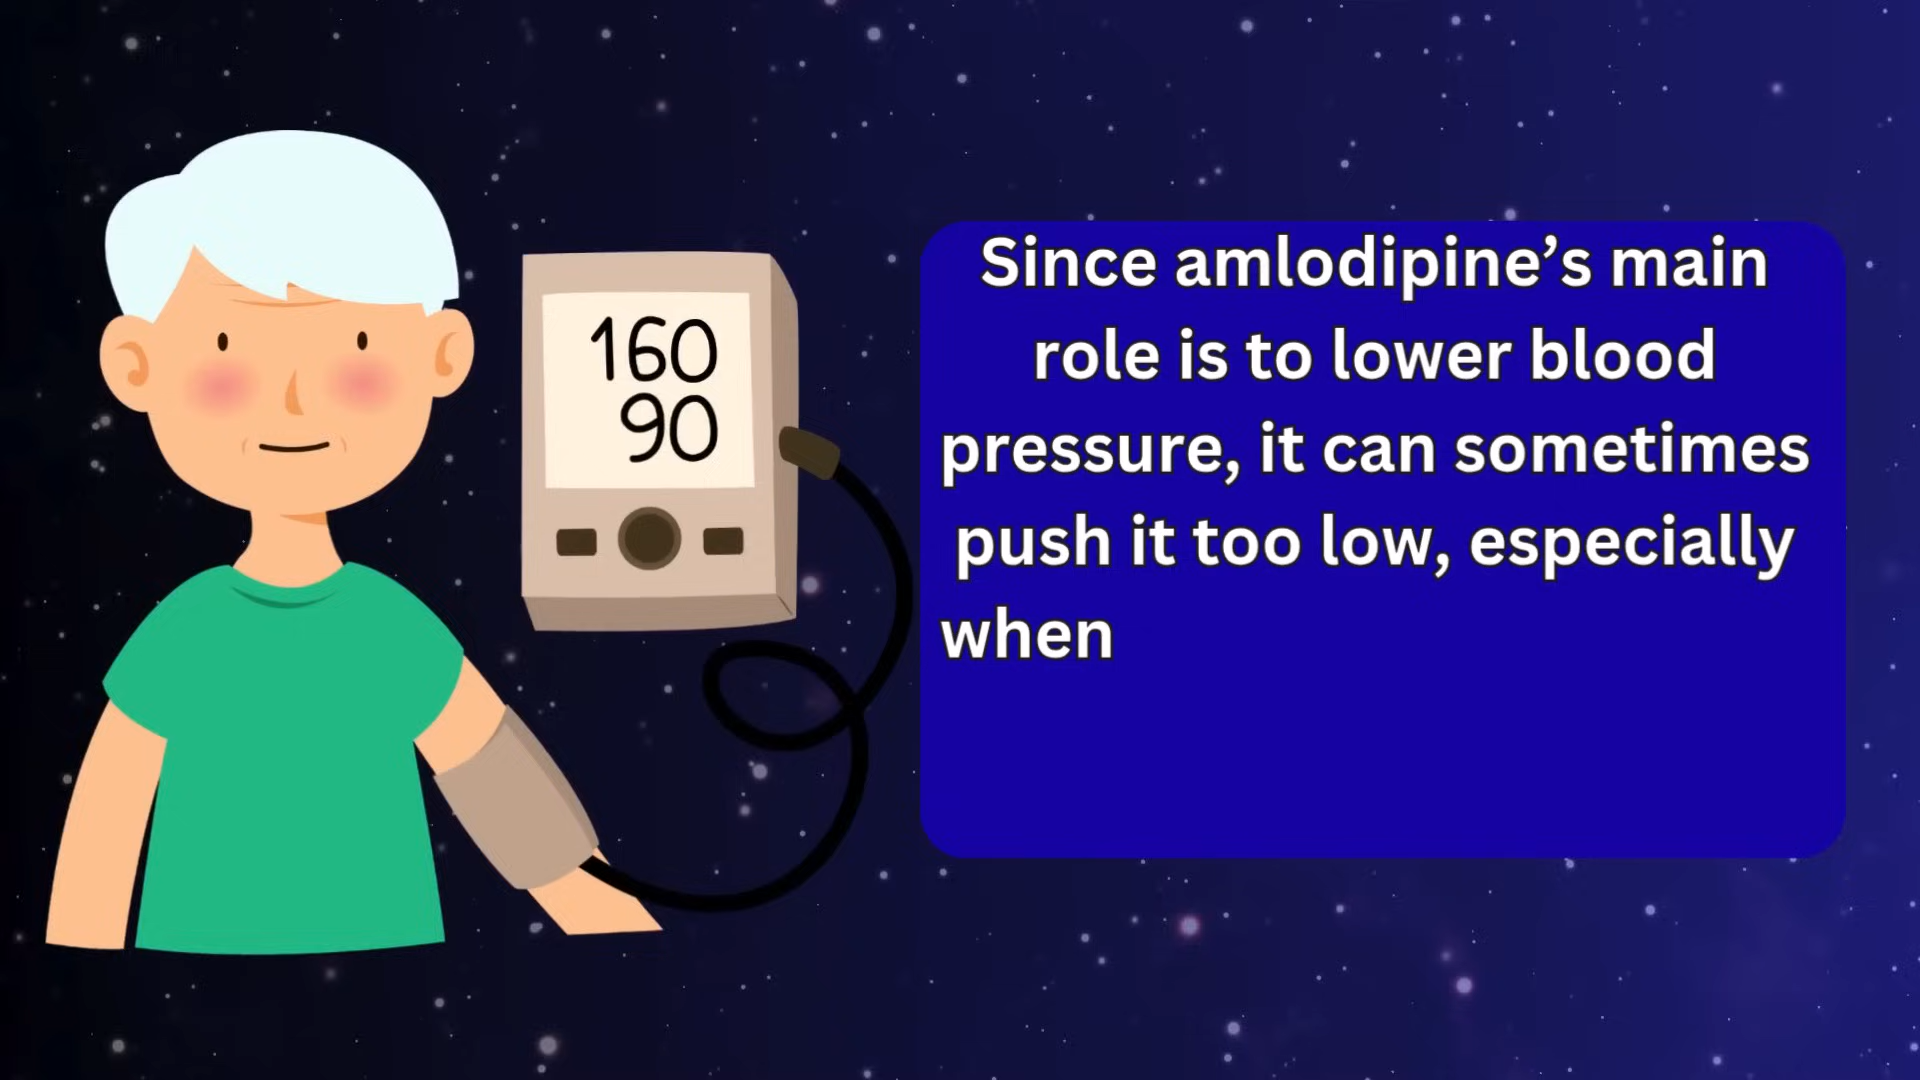 160
90
Since amlodipine’s main
role is to lower blood
pressure, it can sometimes
push it too low, especially
when